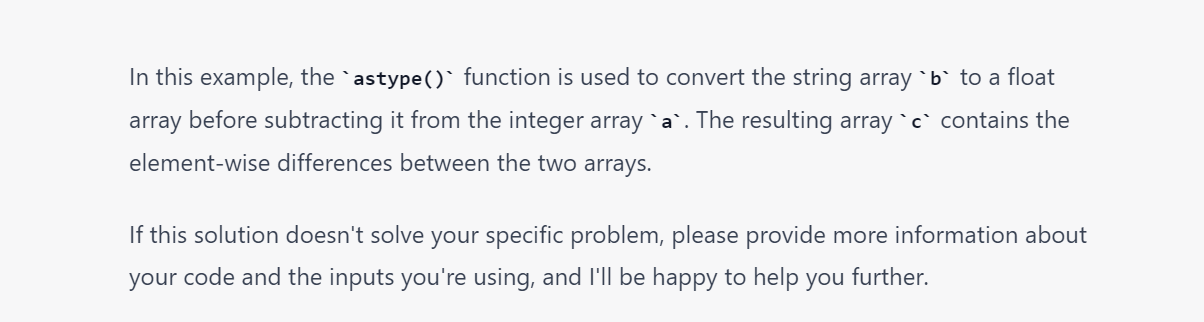 In this example, the `astype()` function is used to convert the string array `b` to a float
array before subtracting it from the integer array `a`. The resulting array `c` contains the
element-wise differences between the two arrays.
If this solution doesn't solve your specific problem, please provide more information about
your code and the inputs you're using, and I'll be happy to help you further.